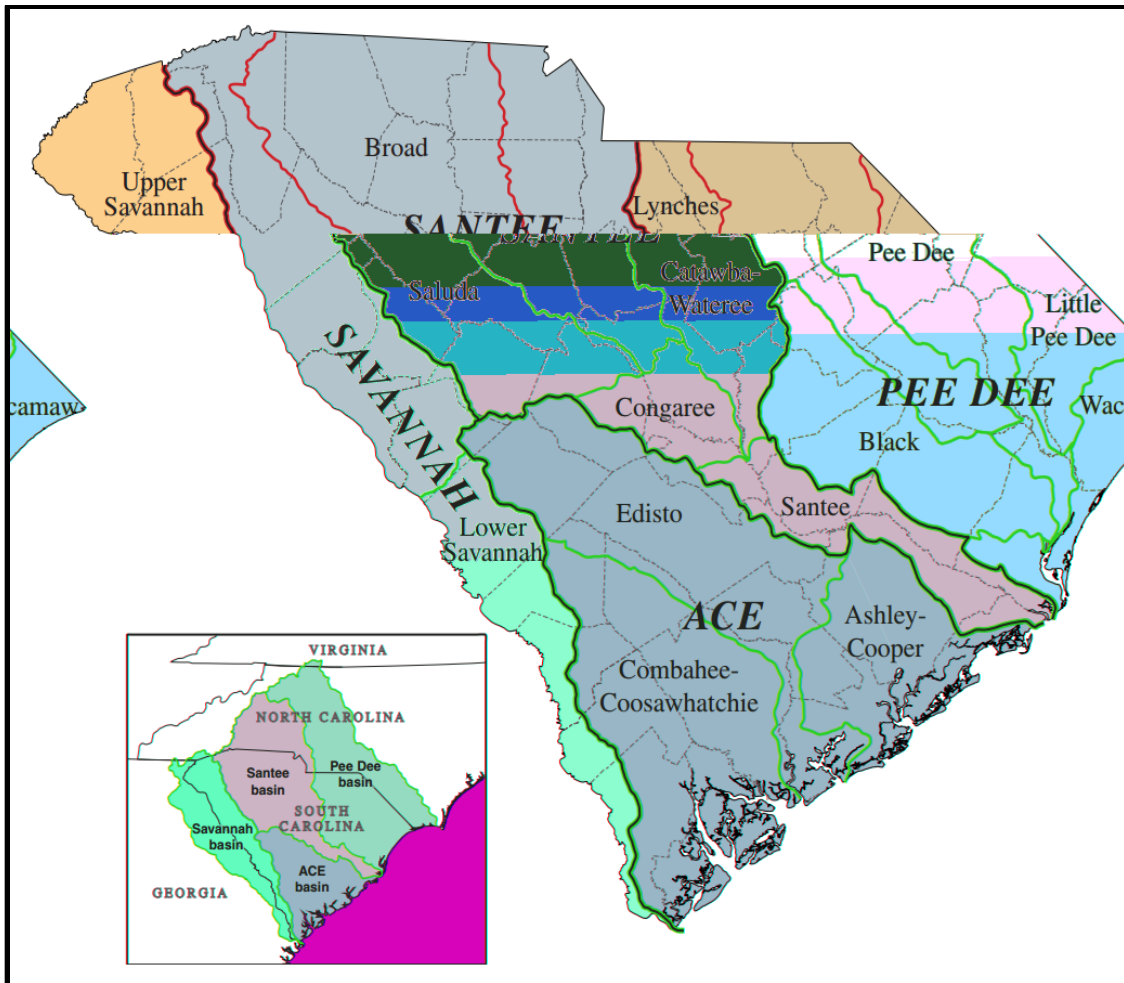 Broad
Upper
Savannah
Lynches
SANTEE
Pee Dee
Catawba-
Saluda
Wateree
Little
Pee Dee
SAVANNAH
PEE DEE
camaw
Congaree
Wac
Black
Santee
Edisto
Lower
Savannah
ACE
Ashley-
Cooper
Combahee-
Coosawhatchie
VIRGINIA
NORTH CAROLINA
Pee Dee
basin
Santee
basin
SOUTH
CAROLINA
Savannah
basin
ACE
basin
GEORGIA